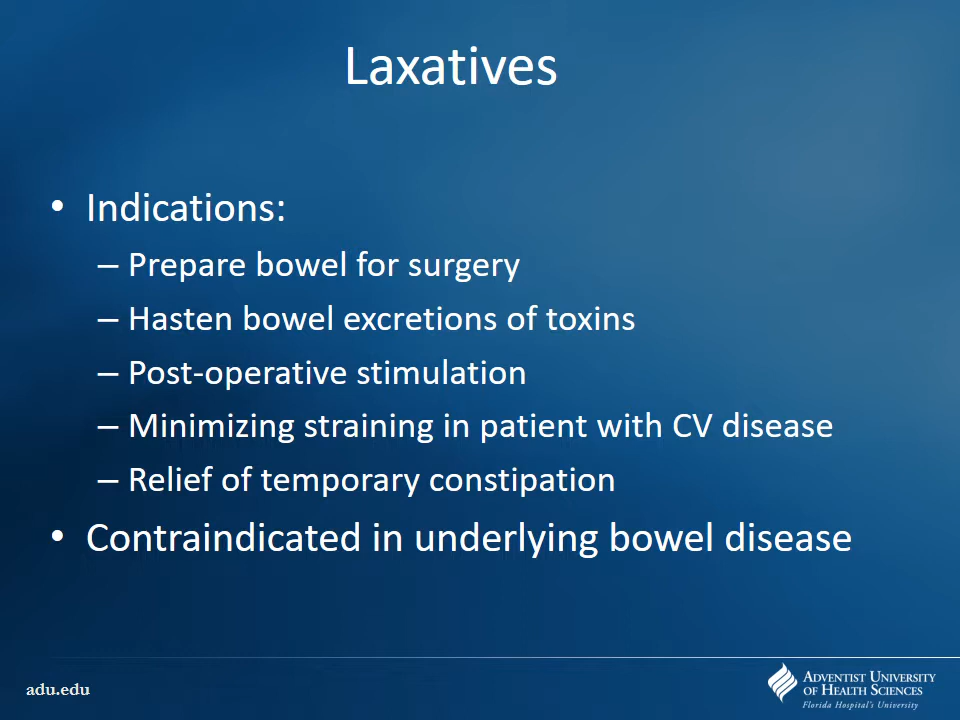 Laxatives
• Indications:
– Prepare bowel for surgery
– Hasten bowel excretions of toxins
– Post-operative stimulation
– Minimizing straining in patient with CV disease
– Relief of temporary constipation
• Contraindicated in underlying bowel disease
adu.edu
ADVENTIST UNIVERSITY
OF HEALTH SCIENCES
Florida Hospital's University